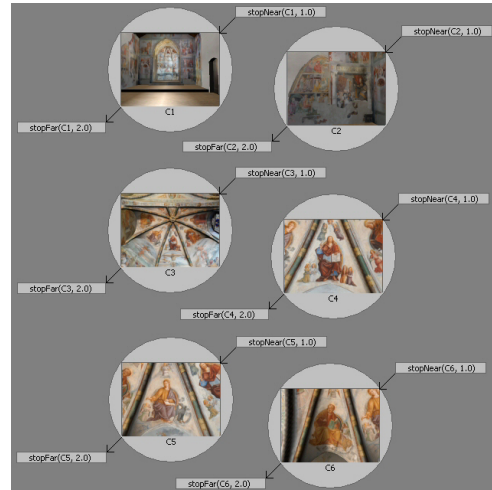 stopNear(C1, 1.0)
C1
stopFar(C1, 2.0)
stopNear(C2, 1.0)
C2
stopFar(C2, 2.0)
stopNear(C3, 1.0)
C3
stopFar(C3, 2.0)
stopNear(C4, 1.0)
C4
stopFar(C4, 2.0)
stopNear(C5, 1.0)
C5
stopFar(C5, 2.0)
stopNear(C6, 1.0)
C6
stopFar(C6, 2.0)